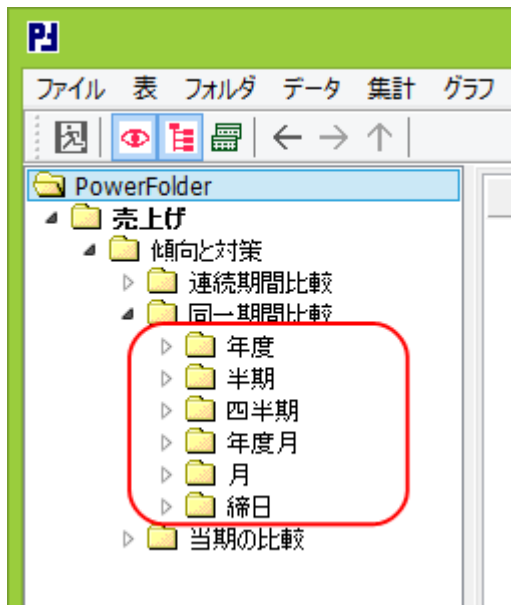 PJ
ファイル 表 フォルダ データ 集計 グラフ
PowerFolder
売上げ
傾向と対策
連続期間比較
同一期間比較
年度
半期
四半期
年度月
月
締日
当期の比較